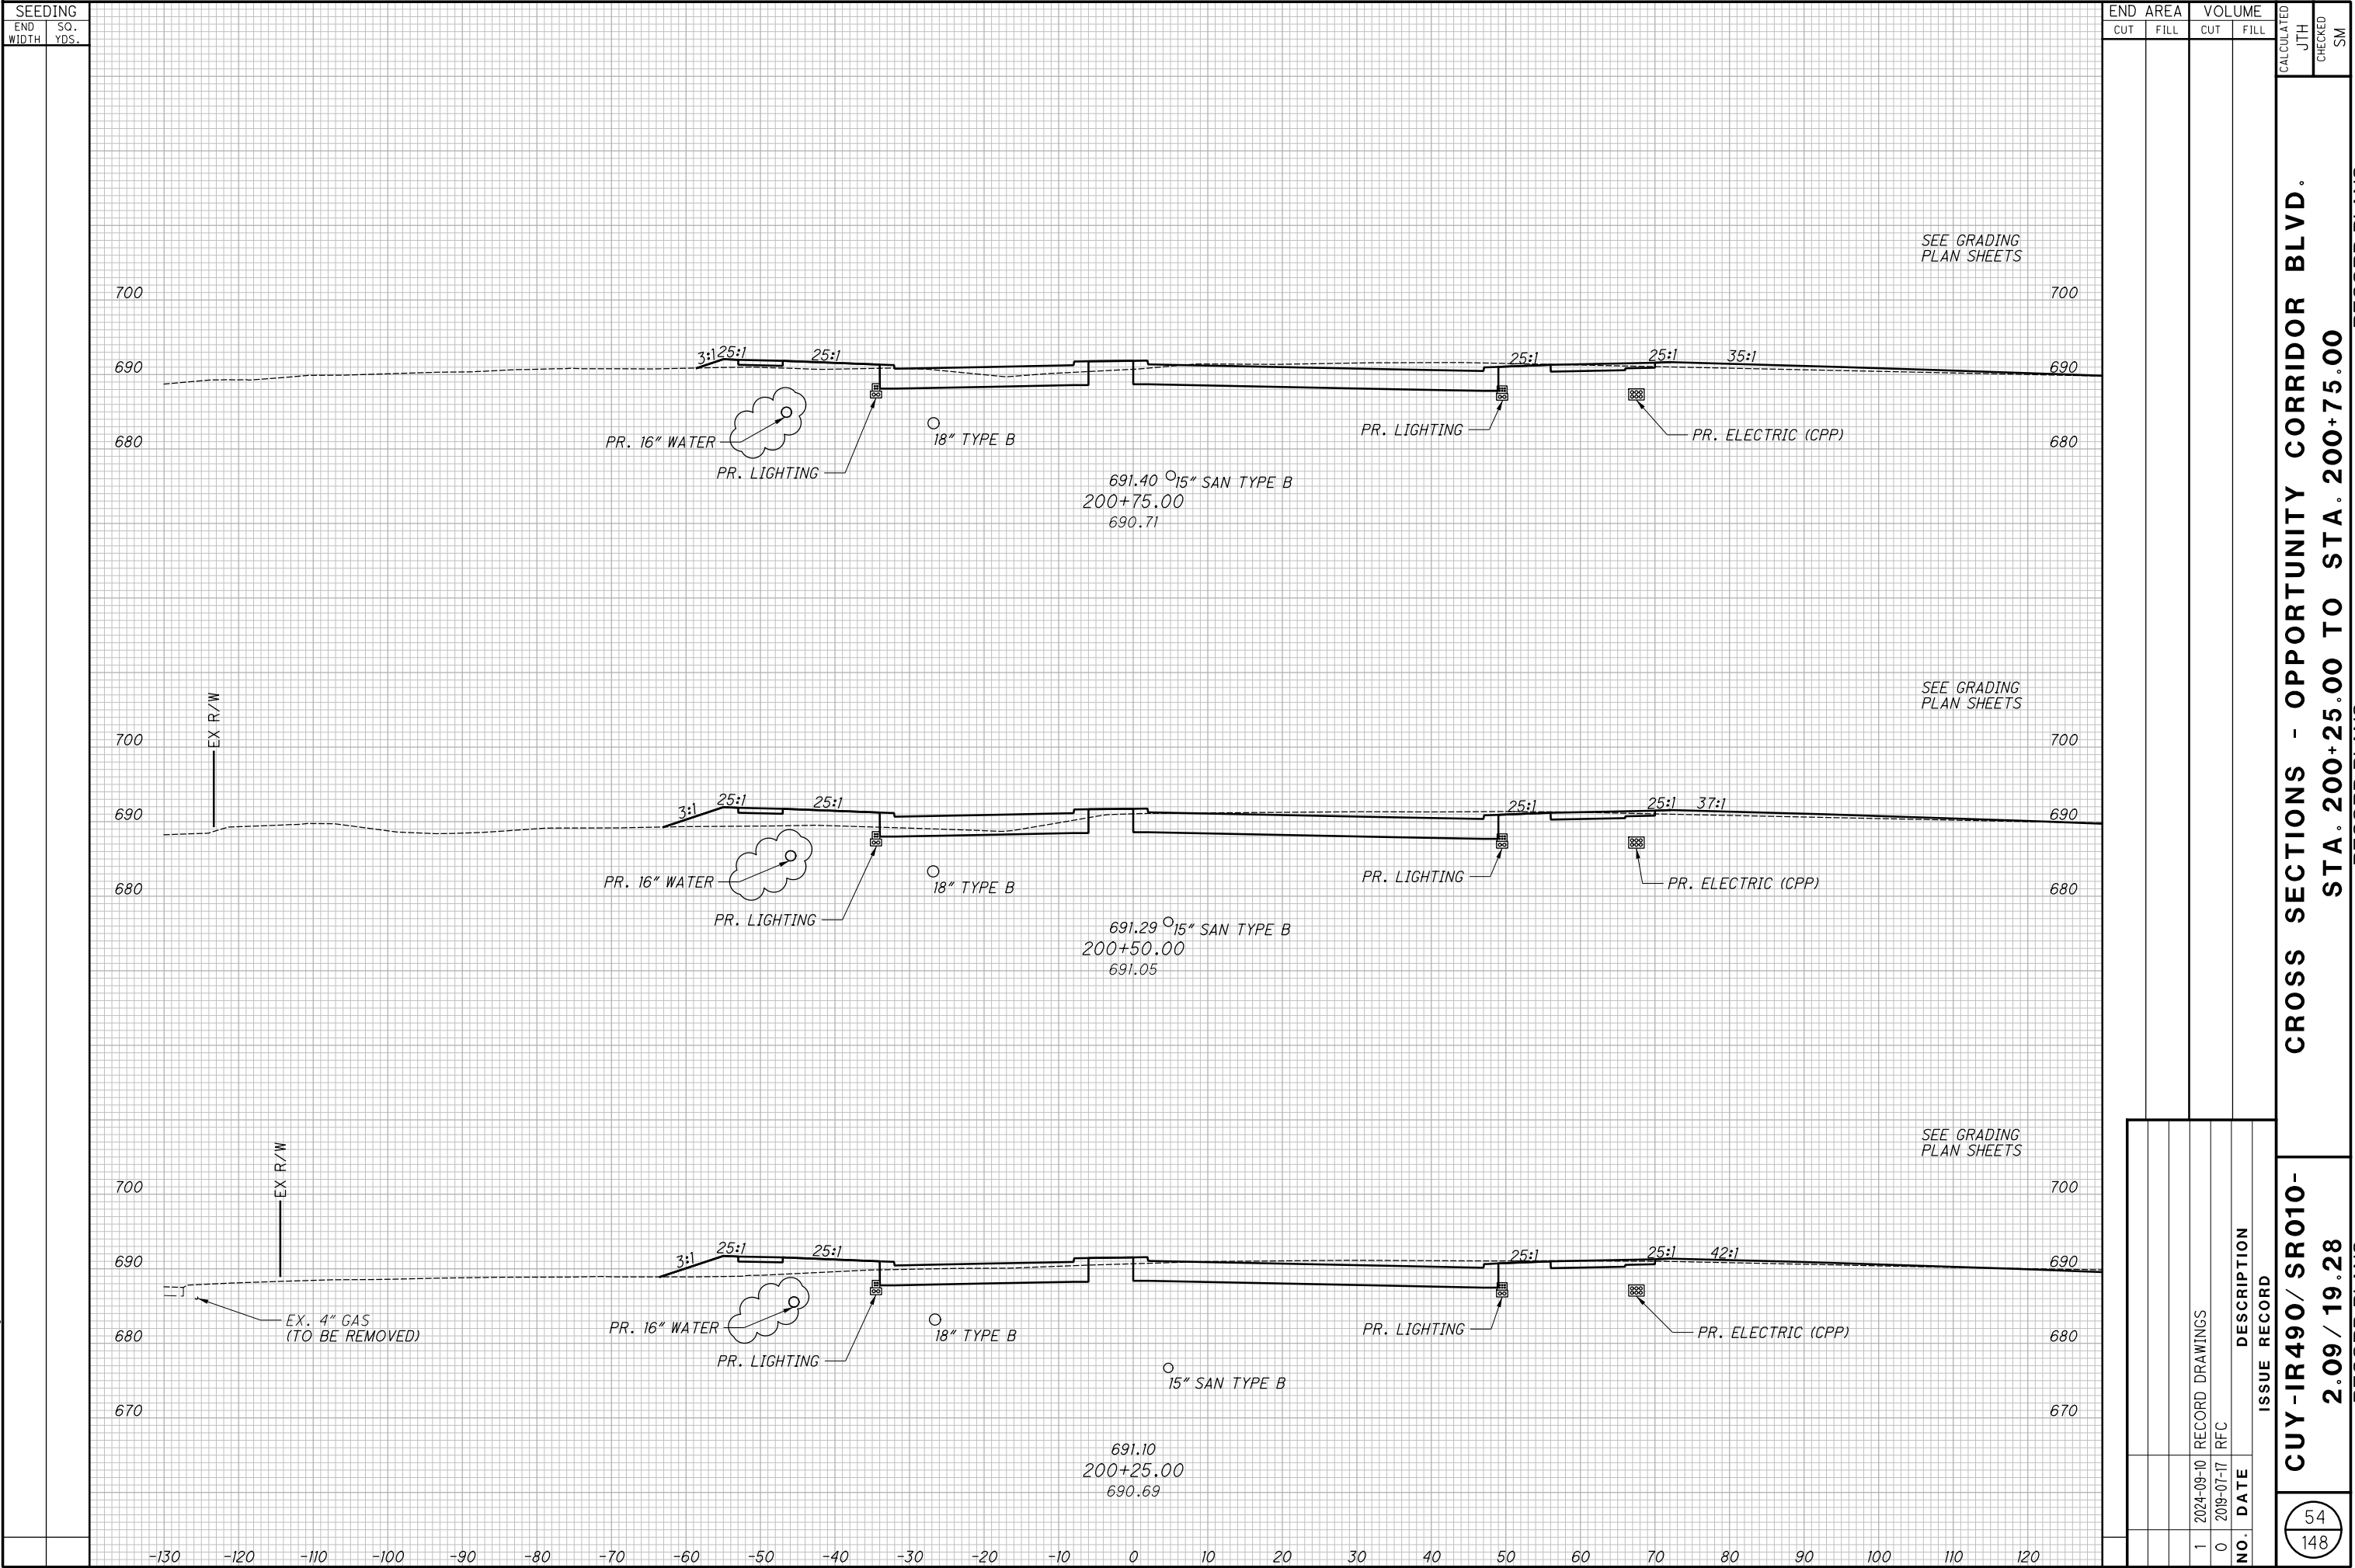 SEEDING
END WIDTH
SQ. YDS.
END AREA
VOLUME
CUT
FILL
CUT
FILL
CALCULATED
JTH
CHECKED
SM
SEE GRADING
PLAN SHEETS
700
700
690
3:1
25:1
25:1
25:1
25:1
35:1
690
680
PR. 16" WATER
18" TYPE B
PR. LIGHTING
PR. ELECTRIC (CPP)
680
PR. LIGHTING
691.40
15" SAN TYPE B
200+75.00
690.71
SEE GRADING
PLAN SHEETS
EX R/W
700
700
690
3:1
25:1
25:1
25:1
25:1
37:1
690
680
PR. 16" WATER
18" TYPE B
PR. LIGHTING
PR. ELECTRIC (CPP)
680
PR. LIGHTING
691.29
15" SAN TYPE B
200+50.00
691.05
SEE GRADING
PLAN SHEETS
EX R/W
700
700
690
3:1
25:1
25:1
25:1
25:1
42:1
690
EX. 4" GAS
(TO BE REMOVED)
680
PR. 16" WATER
18" TYPE B
PR. LIGHTING
PR. ELECTRIC (CPP)
680
PR. LIGHTING
15" SAN TYPE B
670
670
691.10
200+25.00
690.69
-130 -120 -110 -100 -90 -80 -70 -60 -50 -40 -30 -20 -10 0 10 20 30 40 50 60 70 80 90 100 110 120
CROSS SECTIONS - OPPORTUNITY CORRIDOR BLVD.
STA. 200+25.00 TO STA. 200+75.00
1 2024-09-10 RECORD DRAWINGS
0 2019-07-17 RFC
NO. DATE DESCRIPTION
ISSUE RECORD
CUY-IR490/SR010-
2.09/19.28
54
148